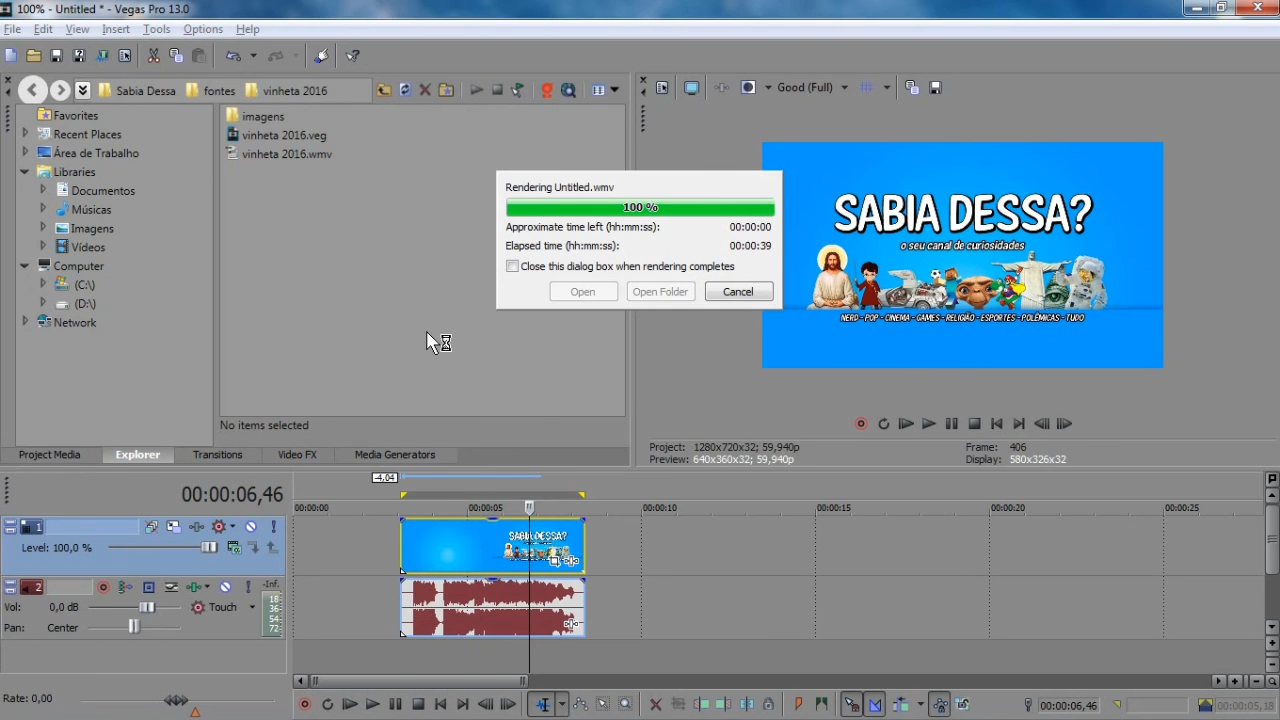 100% - Untitled * - Vegas Pro 13.0
File Edit View Insert Tools Options Help
Sabia Dessa fontes vinheta 2016
Good (Full)
Favorites
Recent Places
Área de Trabalho
Libraries
Documentos
Músicas
Imagens
Vídeos
Computer
(C:)
(D:)
Network
imagens
vinheta 2016.veg
vinheta 2016.wmv
No items selected
Rendering Untitled.wmv
100 %
Approximate time left (hh:mm:ss): 00:00:00
Elapsed time (hh:mm:ss): 00:00:39
Close this dialog box when rendering completes
Open Open Folder Cancel
SABIA DESSA?
o seu canal de curiosidades
NERD - POP - CINEMA - GAMES - RELIGIÃO - ESPORTES - POLÊMICAS - TUDO
Project Media Explorer Transitions Video FX Media Generators
Project: 1280x720x32; 59,940p Frame: 406
Preview: 640x360x32; 59,940p Display: 580x326x32
-4,04
00:00:06,46
00:00:00 00:00:05 00:00:10 00:00:15 00:00:20 00:00:25
1
Level: 100,0 %
SABIA DESSA?
2
-Inf.
Vol: 0,0 dB Touch
18
36
54
72
Pan: Center
Rate: 0,00
00:00:06,46 00:00:05,18